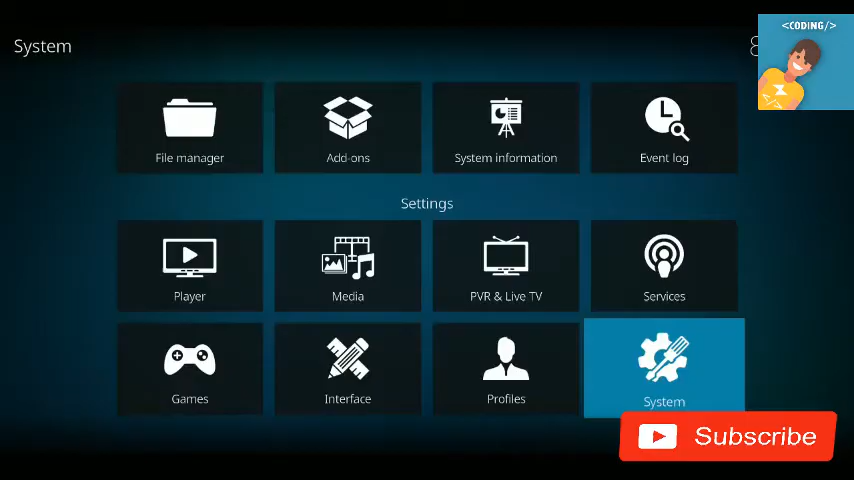 System
<CODING/>
File manager
Add-ons
System information
Event log
Settings
Player
Media
PVR & Live TV
Services
Games
Interface
Profiles
System
Subscribe